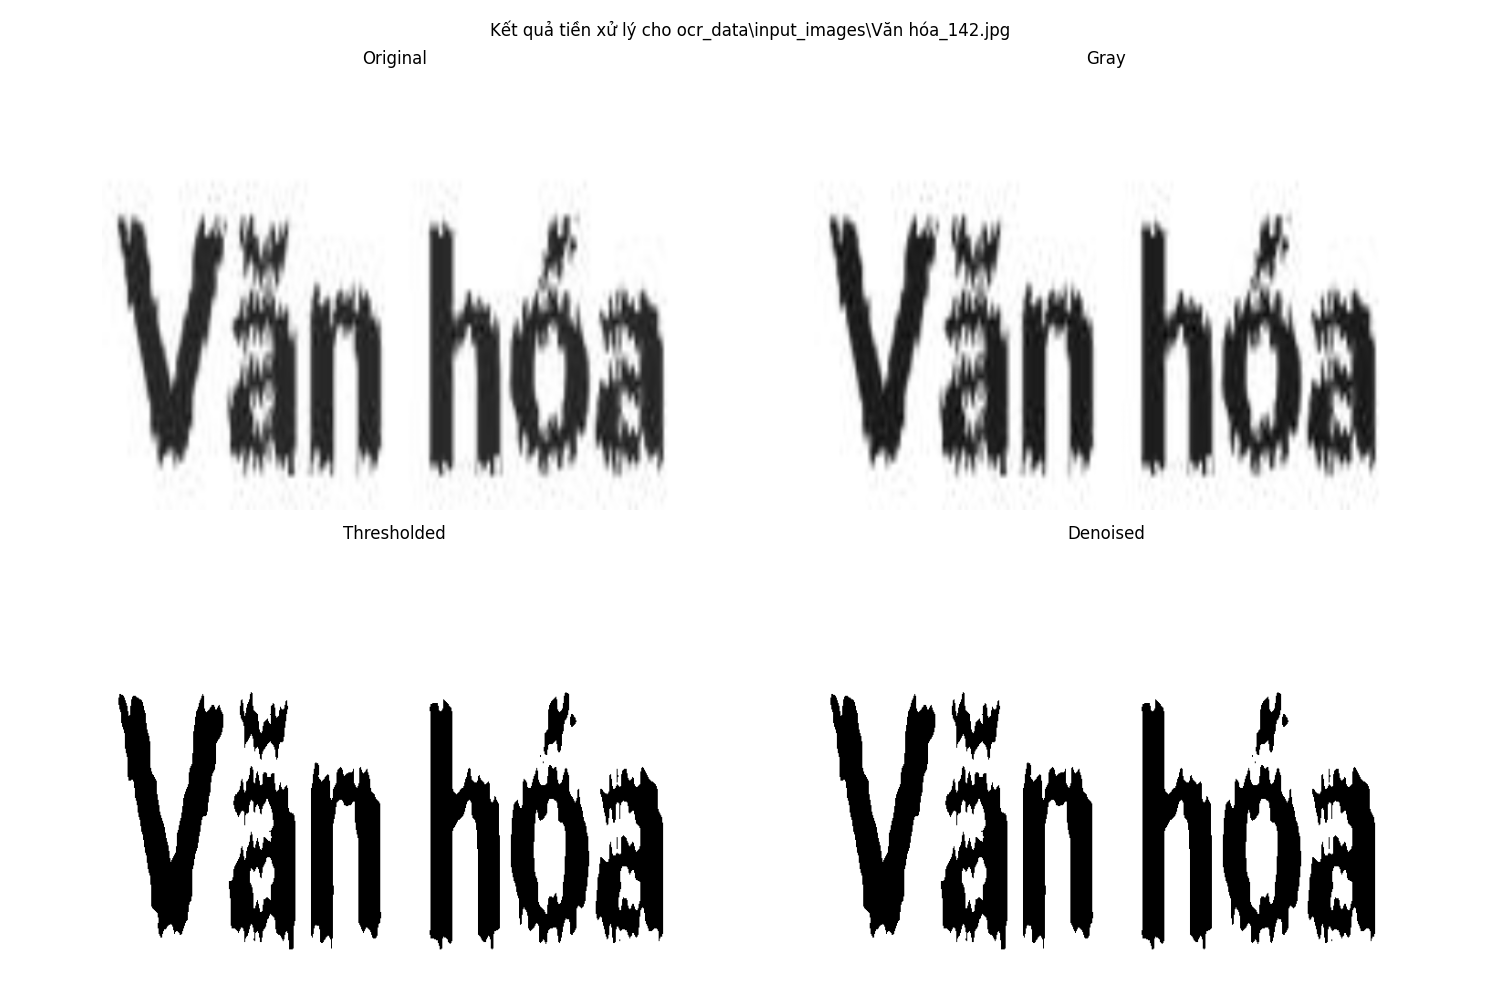 Kết quả tiền xử lý cho ocr_data\input_images\Văn hóa_142.jpg
Original
Gray
Văn hóa
Văn hóa
Thresholded
Denoised
Văn hóa
Văn hóa